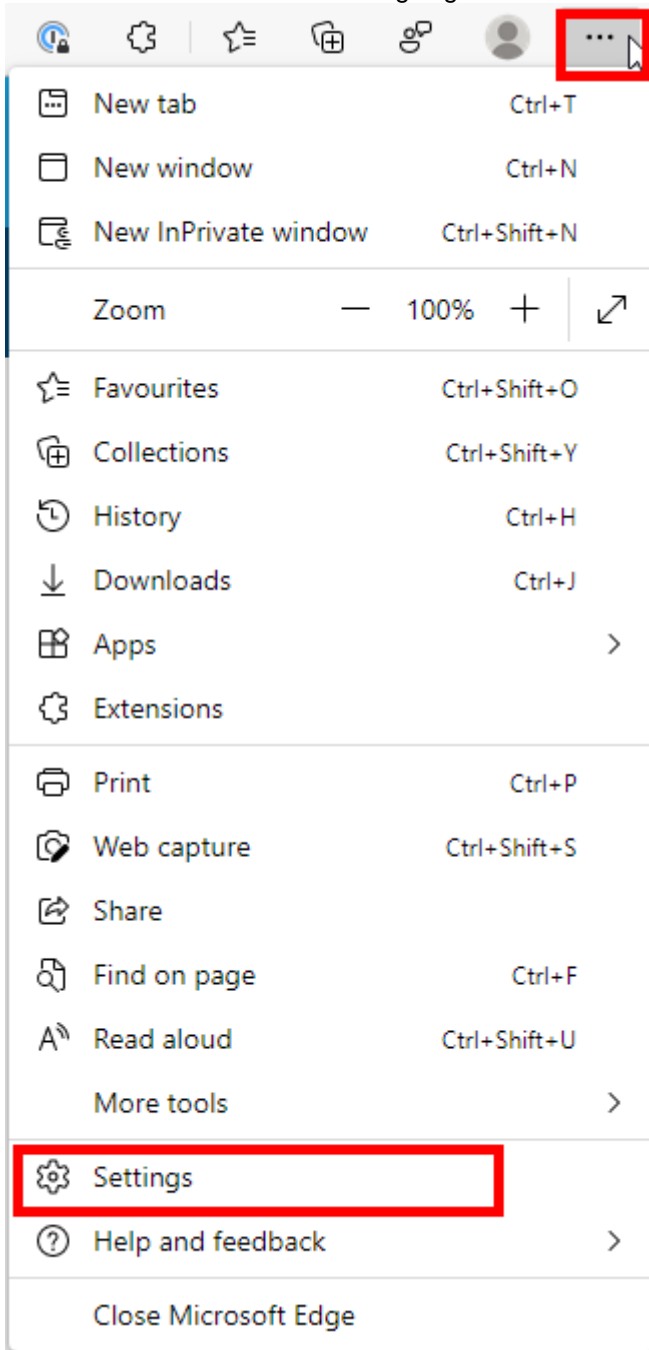 New tab Ctrl+T
New window Ctrl+N
New InPrivate window Ctrl+Shift+N
Zoom — 100% +
Favourites Ctrl+Shift+O
Collections Ctrl+Shift+Y
History Ctrl+H
Downloads Ctrl+J
Apps
Extensions
Print Ctrl+P
Web capture Ctrl+Shift+S
Share
Find on page Ctrl+F
Read aloud Ctrl+Shift+U
More tools
Settings
Help and feedback
Close Microsoft Edge